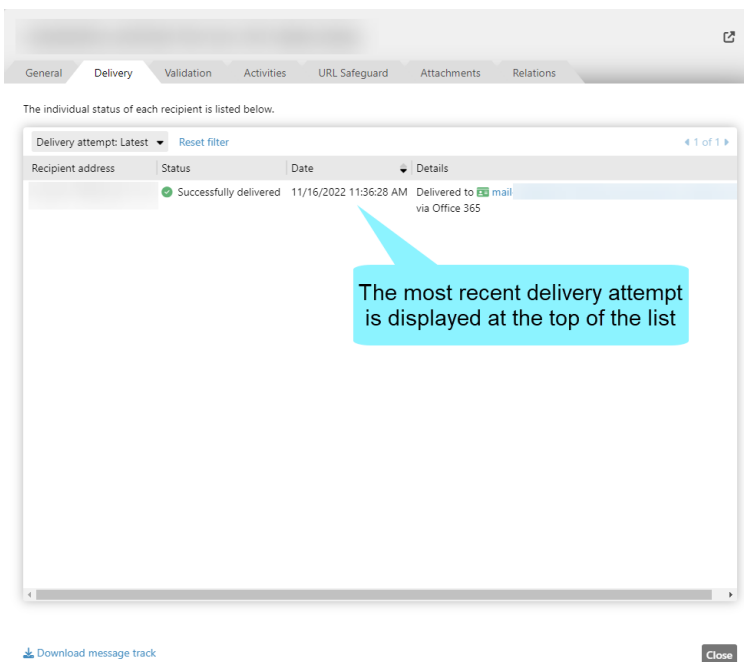 General Delivery Validation Activities URL Safeguard Attachments Relations
The individual status of each recipient is listed below.
Delivery attempt: Latest Reset filter 1 of 1
Recipient address Status Date Details
Successfully delivered 11/16/2022 11:36:28 AM Delivered to mail
via Office 365
The most recent delivery attempt
is displayed at the top of the list
Download message track Close